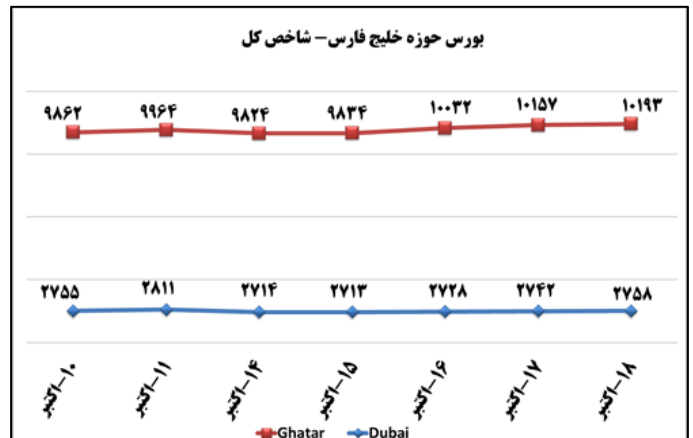 بورس حوزه خلیج فارس- شاخص کل
۹۸۶۲ ۹۹۶۴ ۹۸۲۴ ۹۸۳۴ ۱۰۰۳۲ ۱۰۱۵۷ ۱۰۱۹۳
۲۷۵۵ ۲۸۱۱ ۲۷۱۴ ۲۷۱۳ ۲۷۲۸ ۲۷۴۲ ۲۷۵۸
۱۰-اکتبر ۱۱-اکتبر ۱۴-اکتبر ۱۵-اکتبر ۱۶-اکتبر ۱۷-اکتبر ۱۸-اکتبر
Ghatar Dubai